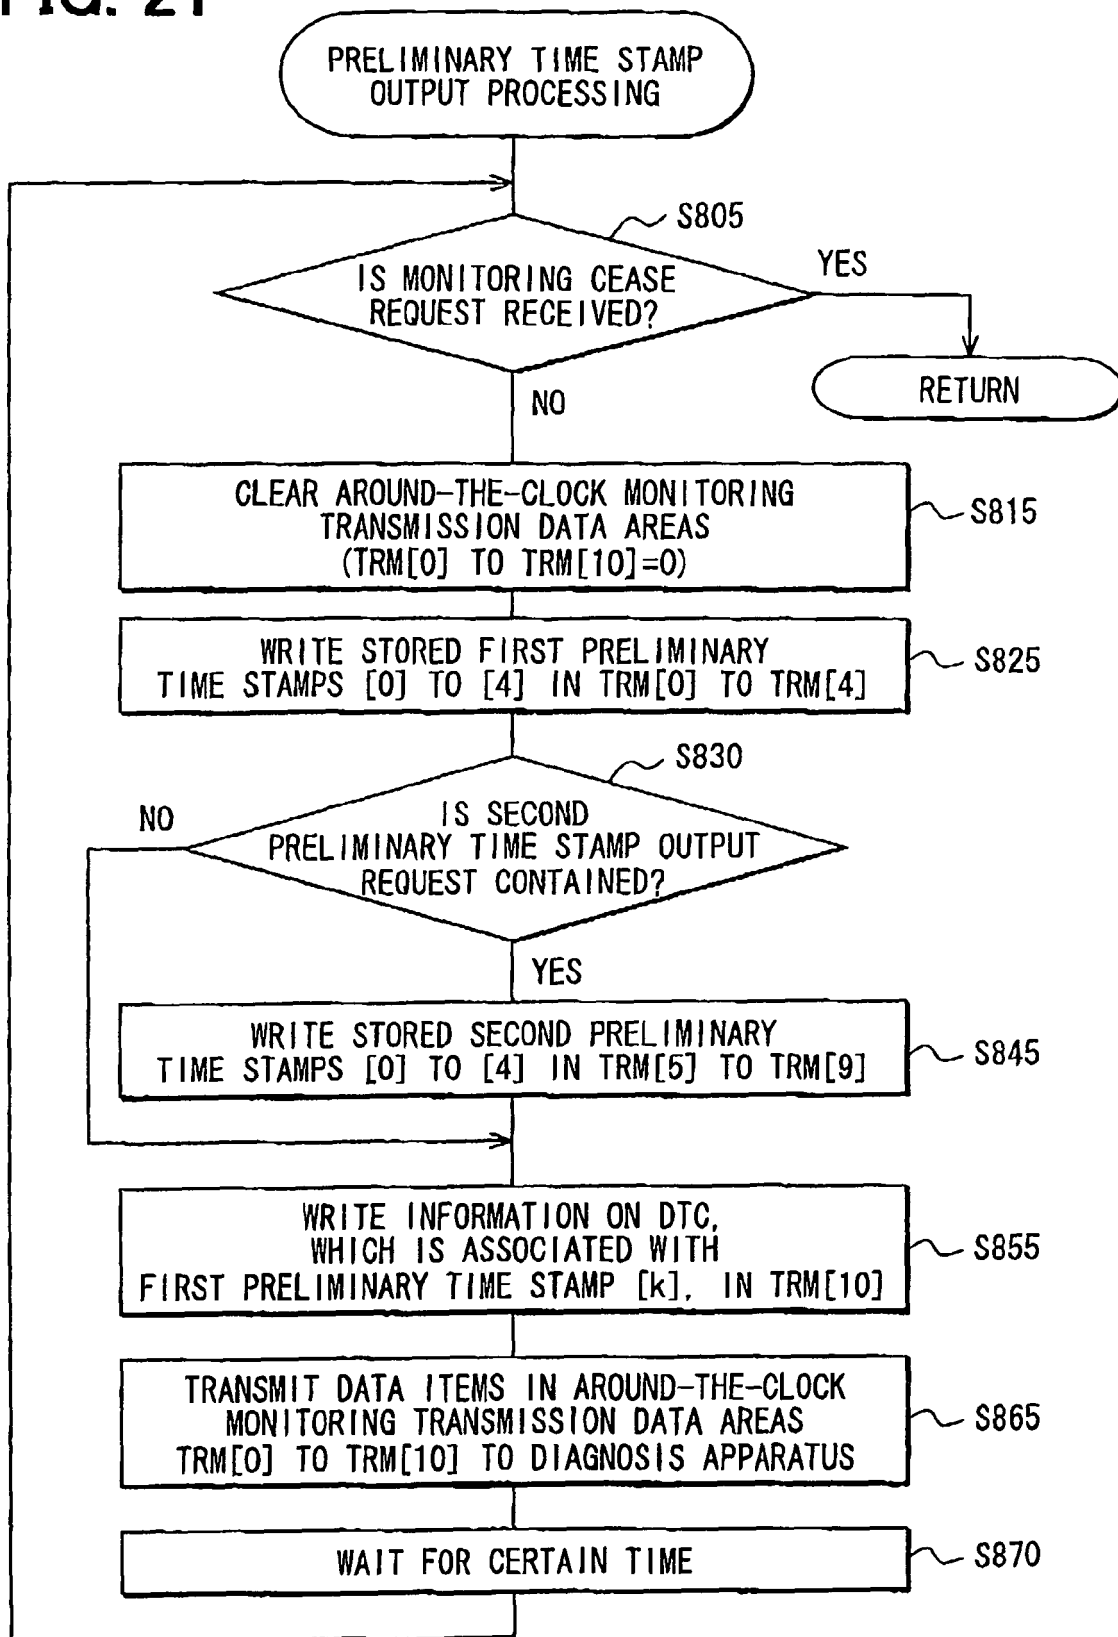 FIG. 21
PRELIMINARY TIME STAMP
OUTPUT PROCESSING
S805
IS MONITORING CEASE
REQUEST RECEIVED?
YES
RETURN
NO
CLEAR AROUND-THE-CLOCK MONITORING
TRANSMISSION DATA AREAS
(TRM[0] TO TRM[10]=0)
S815
WRITE STORED FIRST PRELIMINARY
TIME STAMPS [0] TO [4] IN TRM[0] TO TRM[4]
S825
S830
NO
IS SECOND
PRELIMINARY TIME STAMP OUTPUT
REQUEST CONTAINED?
YES
WRITE STORED SECOND PRELIMINARY
TIME STAMPS [0] TO [4] IN TRM[5] TO TRM[9]
S845
WRITE INFORMATION ON DTC,
WHICH IS ASSOCIATED WITH
FIRST PRELIMINARY TIME STAMP [k], IN TRM[10]
S855
TRANSMIT DATA ITEMS IN AROUND-THE-CLOCK
MONITORING TRANSMISSION DATA AREAS
TRM[0] TO TRM[10] TO DIAGNOSIS APPARATUS
S865
WAIT FOR CERTAIN TIME
S870